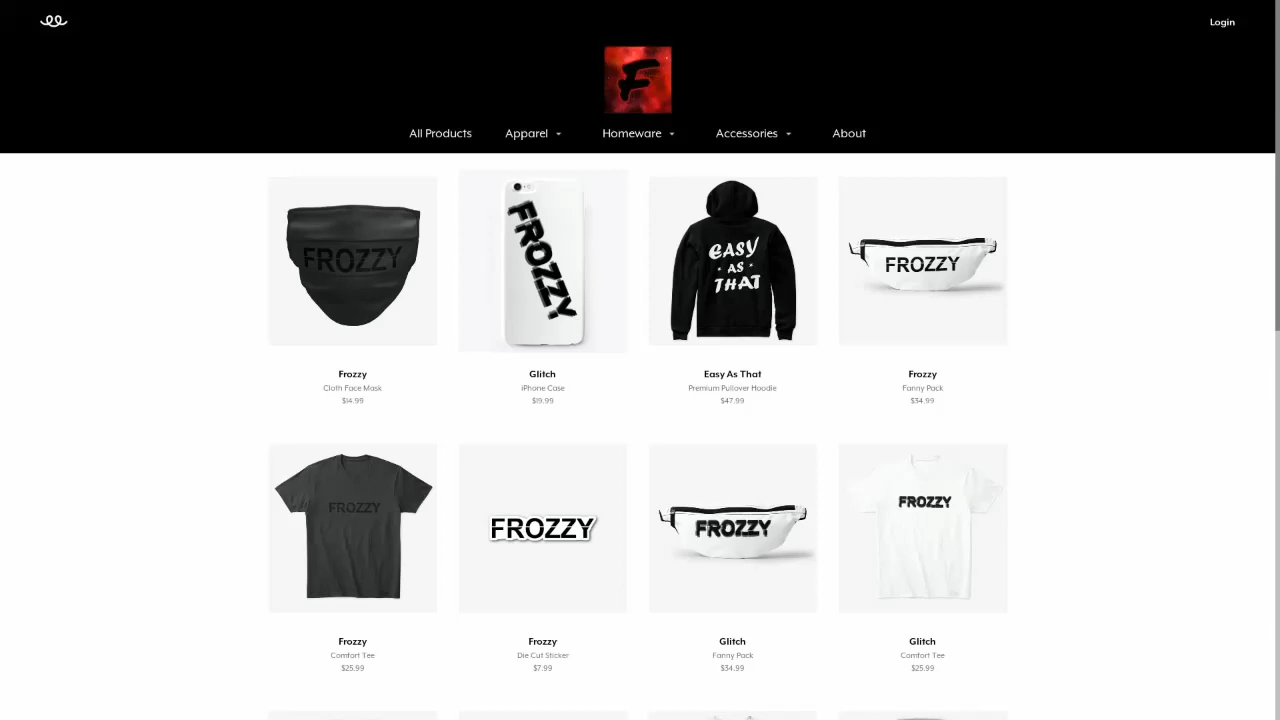 Login
F
All Products Apparel Homeware Accessories About
FROZZY
FROZZY
EASY
AS
THAT
FROZZY
Frozzy
Cloth Face Mask
$14.99
Glitch
iPhone Case
$19.99
Easy As That
Premium Pullover Hoodie
$47.99
Frozzy
Fanny Pack
$34.99
FROZZY
FROZZY
FROZZY
FROZZY
Frozzy
Comfort Tee
$25.99
Frozzy
Die Cut Sticker
$7.99
Glitch
Fanny Pack
$34.99
Glitch
Comfort Tee
$25.99